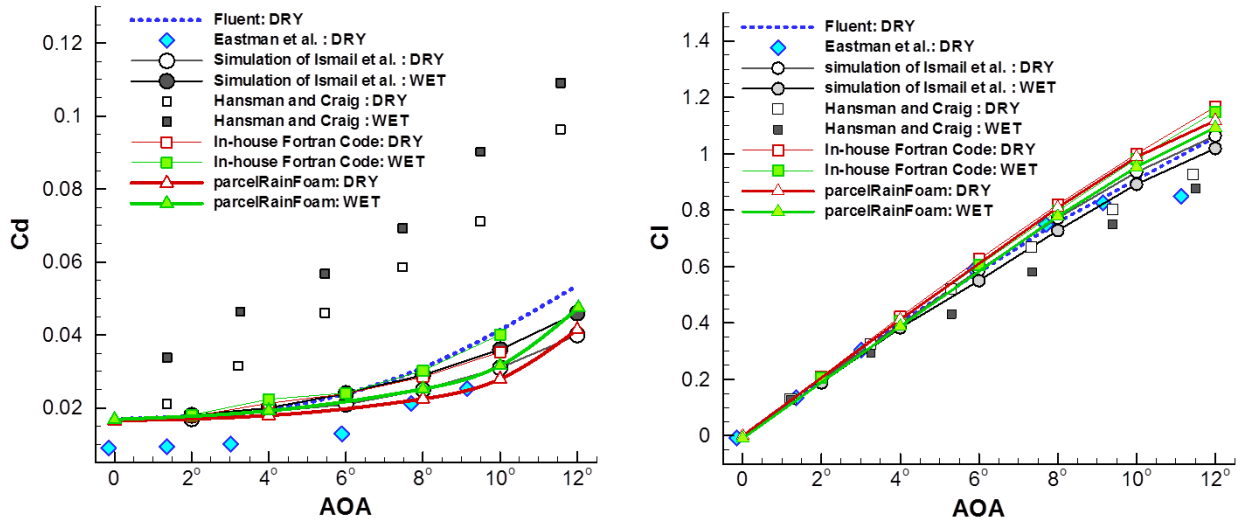 Cd
0.12
0.1
0.08
0.06
0.04
0.02
0
2°
4°
6°
8°
10°
12°
AOA
Fluent: DRY
Eastman et al. : DRY
Simulation of Ismail et al. : DRY
Simulation of Ismail et al. : WET
Hansman and Craig : DRY
Hansman and Craig : WET
In-house Fortran Code: DRY
In-house Fortran Code: WET
parcelRainFoam: DRY
parcelRainFoam: WET
Cl
1.4
1.2
1
0.8
0.6
0.4
0.2
0
0
2°
4°
6°
8°
10°
12°
AOA
Fluent: DRY
Eastman et al.: DRY
simulation of Ismail et al. : DRY
simulation of Ismail et al. : WET
Hansman and Craig : DRY
Hansman and Craig : WET
In-house Fortran Code: DRY
In-house Fortran Code: WET
parcelRainFoam: DRY
parcelRainFoam: WET